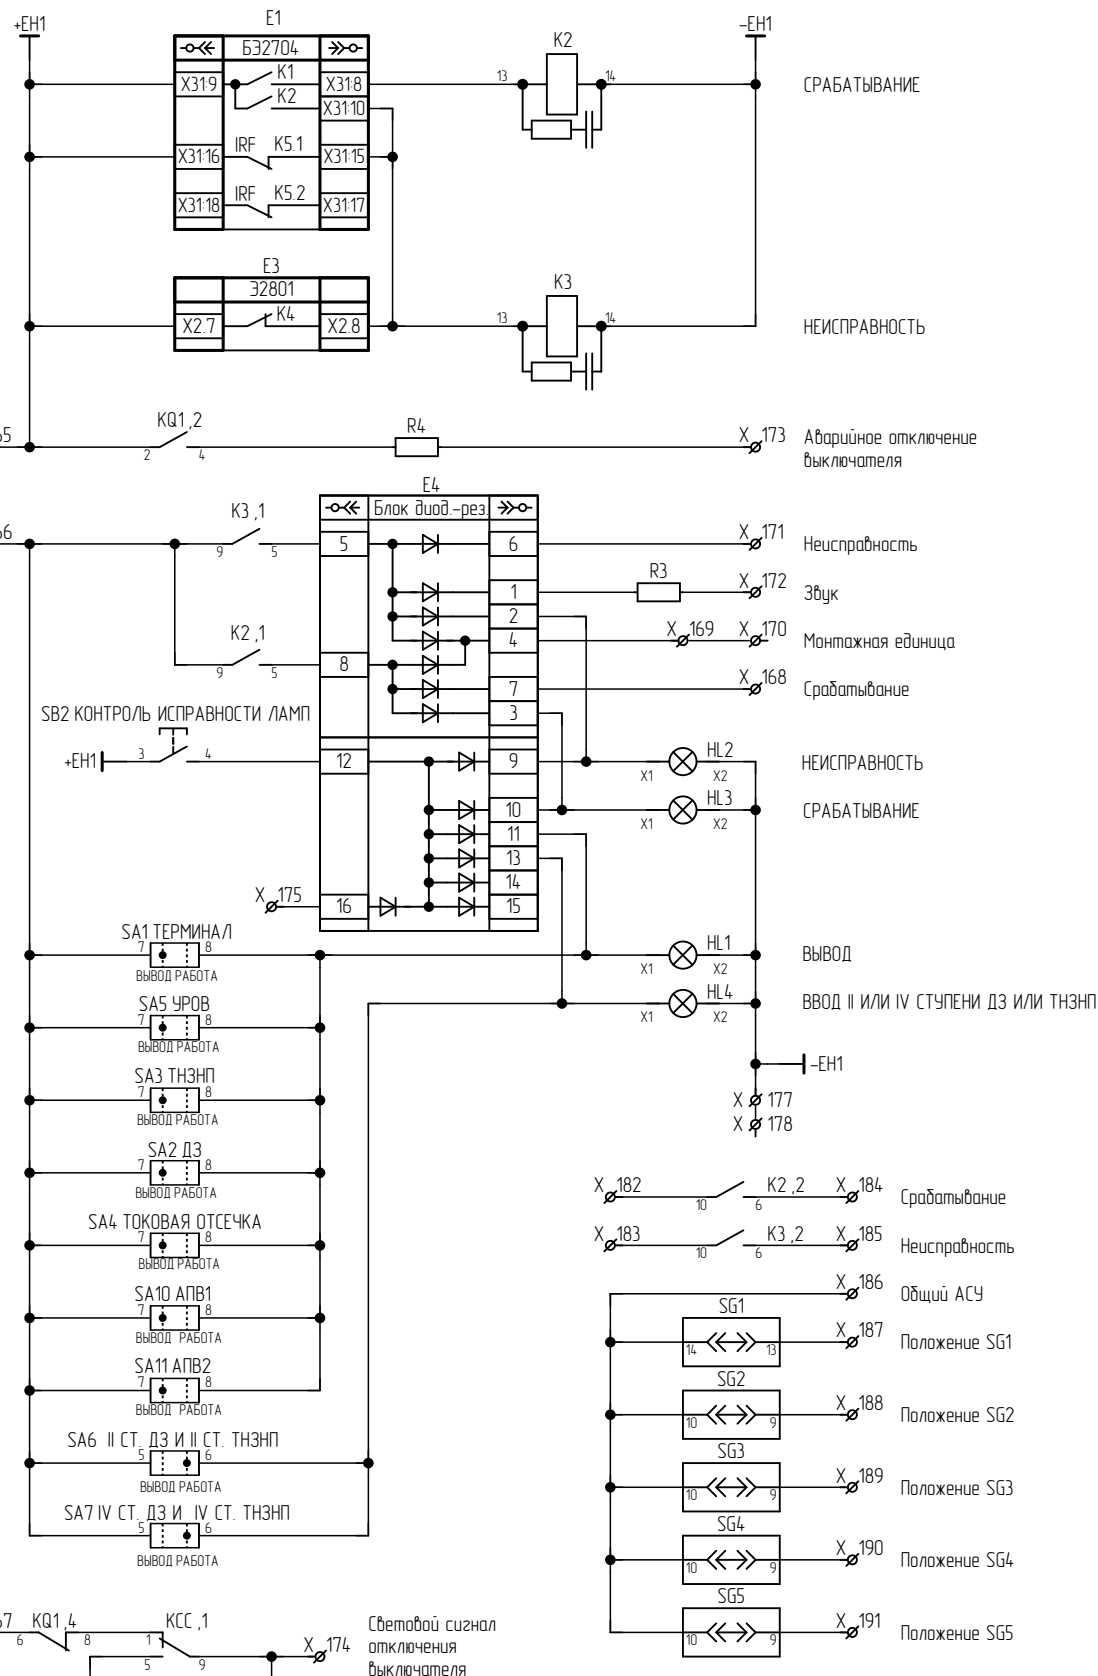 +EH1
E1
–EH1
БЭ2704
K2
X31:9
K1
X31:8
13
14
СРАБАТЫВАНИЕ
K2
X31:10
X31:16
IRF
K5.1
X31:15
X31:18
IRF
K5.2
X31:17
E3
Э2801
K3
X2.7
K4
X2.8
13
14
НЕИСПРАВНОСТЬ
65
KQ1,2
2
4
R4
X
173
Аварийное отключение
выключателя
E4
Блок диод.-рез.
66
K3,1
9
5
5
6
X
171
Неисправность
1
R3
X
172
Звук
2
K2,1
9
5
4
X
169
X
170
Монтажная единица
8
7
X
168
Срабатывание
3
SB2 КОНТРОЛЬ ИСПРАВНОСТИ ЛАМП
+EH1
3
4
12
9
X1
HL2
X2
НЕИСПРАВНОСТЬ
10
X1
HL3
X2
СРАБАТЫВАНИЕ
11
13
14
X
175
16
15
SA1 ТЕРМИНАЛ
7
8
ВЫВОД РАБОТА
X1
HL1
X2
ВЫВОД
SA5 УРОВ
7
8
ВЫВОД РАБОТА
X1
HL4
X2
ВВОД II ИЛИ IV СТУПЕНИ ДЗ ИЛИ ТНЗНП
SA3 ТНЗНП
7
8
ВЫВОД РАБОТА
–EH1
X
177
X
178
SA2 ДЗ
7
8
ВЫВОД РАБОТА
X
182
10
K2,2
6
X
184
Срабатывание
SA4 ТОКОВАЯ ОТСЕЧКА
7
8
ВЫВОД РАБОТА
X
183
10
K3,2
6
X
185
Неисправность
SA10 АПВ1
7
8
ВЫВОД РАБОТА
X
186
Общий АСУ
SG1
14
13
X
187
Положение SG1
SA11 АПВ2
7
8
ВЫВОД РАБОТА
SG2
10
9
X
188
Положение SG2
SA6 II СТ. ДЗ И II СТ. ТНЗНП
5
6
ВЫВОД РАБОТА
SG3
10
9
X
189
Положение SG3
SA7 IV СТ. ДЗ И IV СТ. ТНЗНП
5
6
ВЫВОД РАБОТА
SG4
10
9
X
190
Положение SG4
SG5
10
9
X
191
Положение SG5
67
KQ1,4
6
8
KCC,1
1
5
9
X
174
Световой сигнал
отключения
выключателя